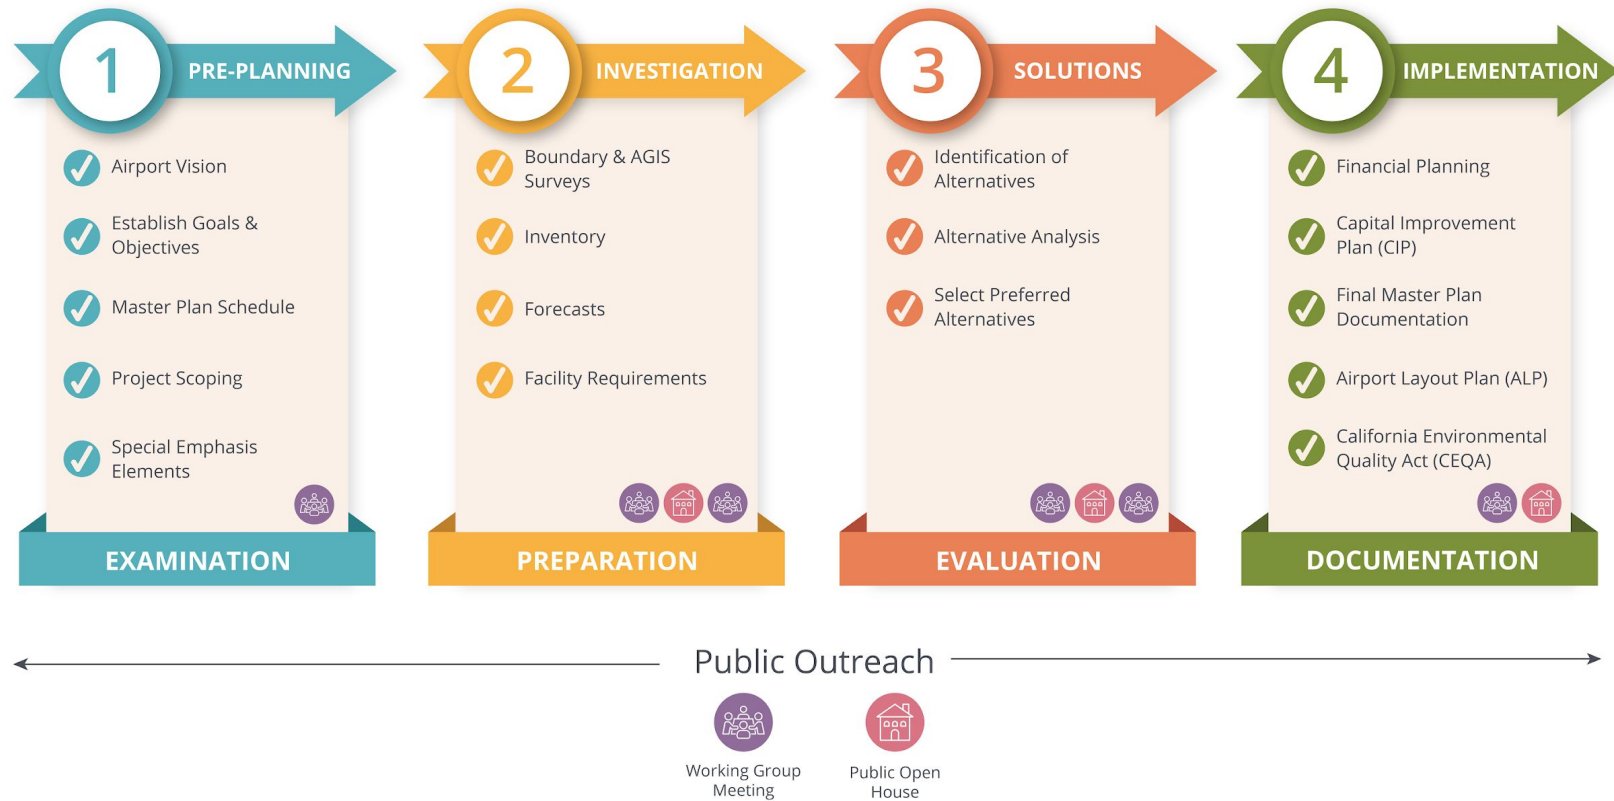 1
PRE-PLANNING
Airport Vision
Establish Goals &
Objectives
Master Plan Schedule
Project Scoping
Special Emphasis
Elements
EXAMINATION
2
INVESTIGATION
Boundary & AGIS
Surveys
Inventory
Forecasts
Facility Requirements
PREPARATION
3
SOLUTIONS
Identification of
Alternatives
Alternative Analysis
Select Preferred
Alternatives
EVALUATION
4
IMPLEMENTATION
Financial Planning
Capital Improvement
Plan (CIP)
Final Master Plan
Documentation
Airport Layout Plan (ALP)
California Environmental
Quality Act (CEQA)
DOCUMENTATION
Public Outreach
Working Group
Meeting
Public Open
House